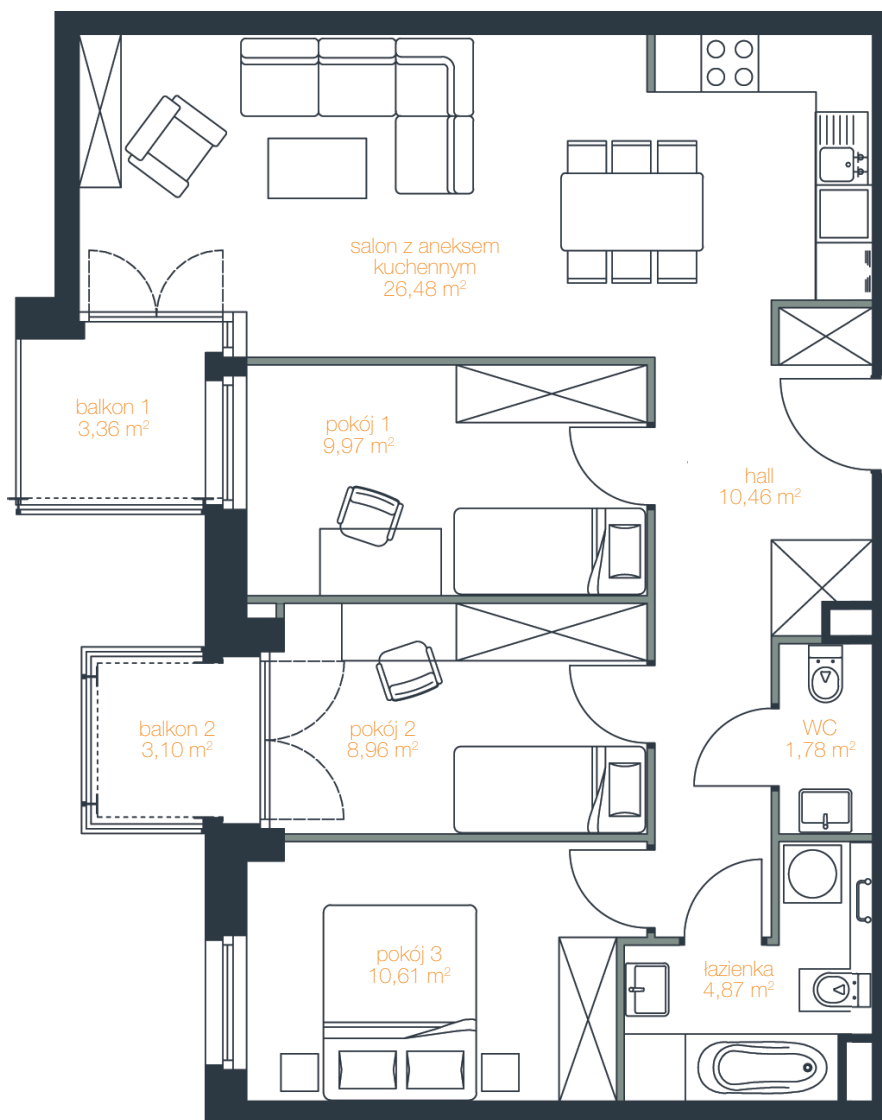 salon z aneksem
kuchennym
26,48 m²
balkon 1
3,36 m²
pokój 1
9,97 m²
hall
10,46 m²
balkon 2
3,10 m²
pokój 2
8,96 m²
WC
1,78 m²
pokój 3
10,61 m²
łazienka
4,87 m²